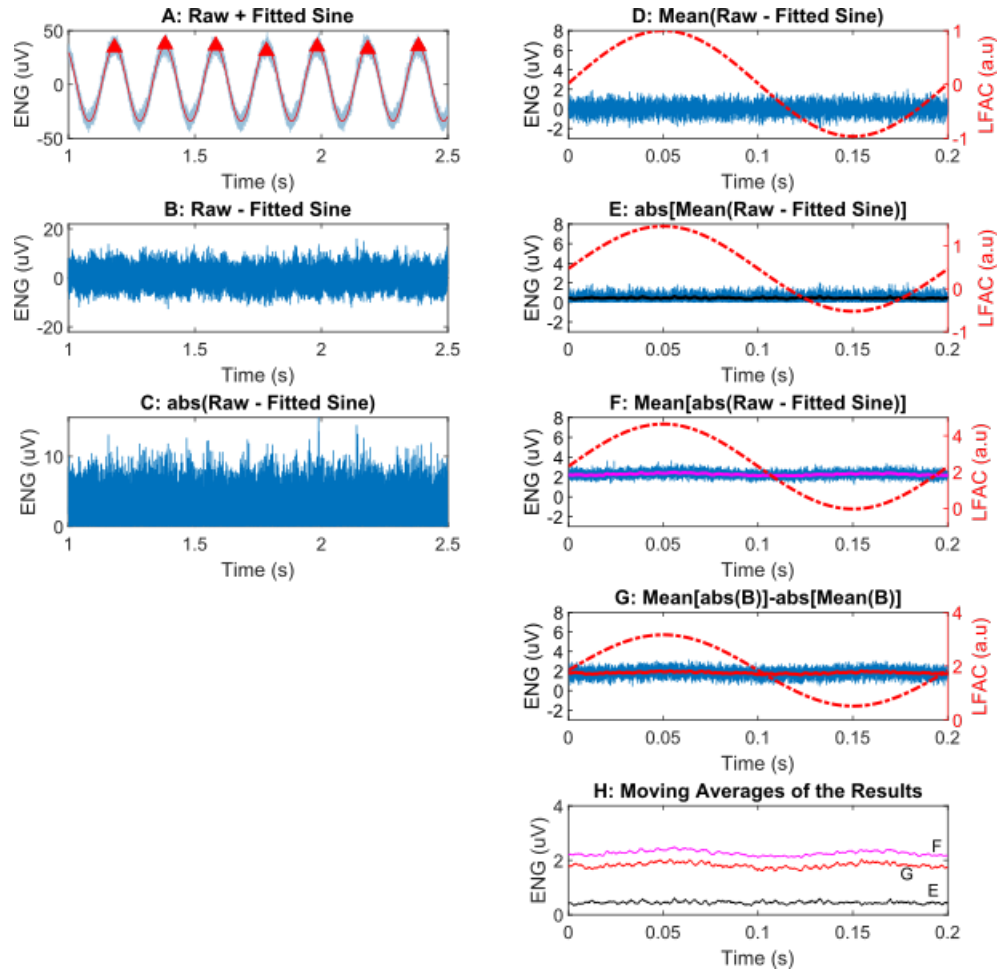 A: Raw + Fitted Sine
50
0
-50
ENG (uV)
1
1.5
2
2.5
Time (s)
B: Raw - Fitted Sine
20
0
-20
ENG (uV)
1
1.5
2
2.5
Time (s)
C: abs(Raw - Fitted Sine)
10
0
ENG (uV)
1
1.5
2
2.5
Time (s)
D: Mean(Raw - Fitted Sine)
8
6
4
2
0
-2
ENG (uV)
1
0
-1
LFAC (a.u)
0
0.05
0.1
0.15
0.2
Time (s)
E: abs[Mean(Raw - Fitted Sine)]
8
6
4
2
0
-2
ENG (uV)
1
0
-1
LFAC (a.u)
0
0.05
0.1
0.15
0.2
Time (s)
F: Mean[abs(Raw - Fitted Sine)]
8
6
4
2
0
-2
ENG (uV)
4
2
0
LFAC (a.u)
0
0.05
0.1
0.15
0.2
Time (s)
G: Mean[abs(B)]-abs[Mean(B)]
8
6
4
2
0
-2
ENG (uV)
4
2
0
LFAC (a.u)
0
0.05
0.1
0.15
0.2
Time (s)
H: Moving Averages of the Results
4
2
0
ENG (uV)
F
G
E
0
0.05
0.1
0.15
0.2
Time (s)